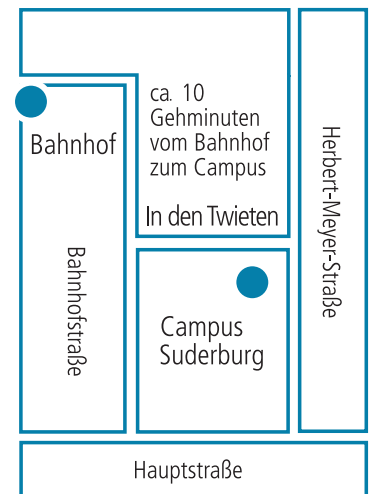 ca. 10
Gehminuten
vom Bahnhof
zum Campus
Bahnhof
In den Twieten
Herbert-Meyer-Straße
Bahnhofstraße
Campus
Suderburg
Hauptstraße